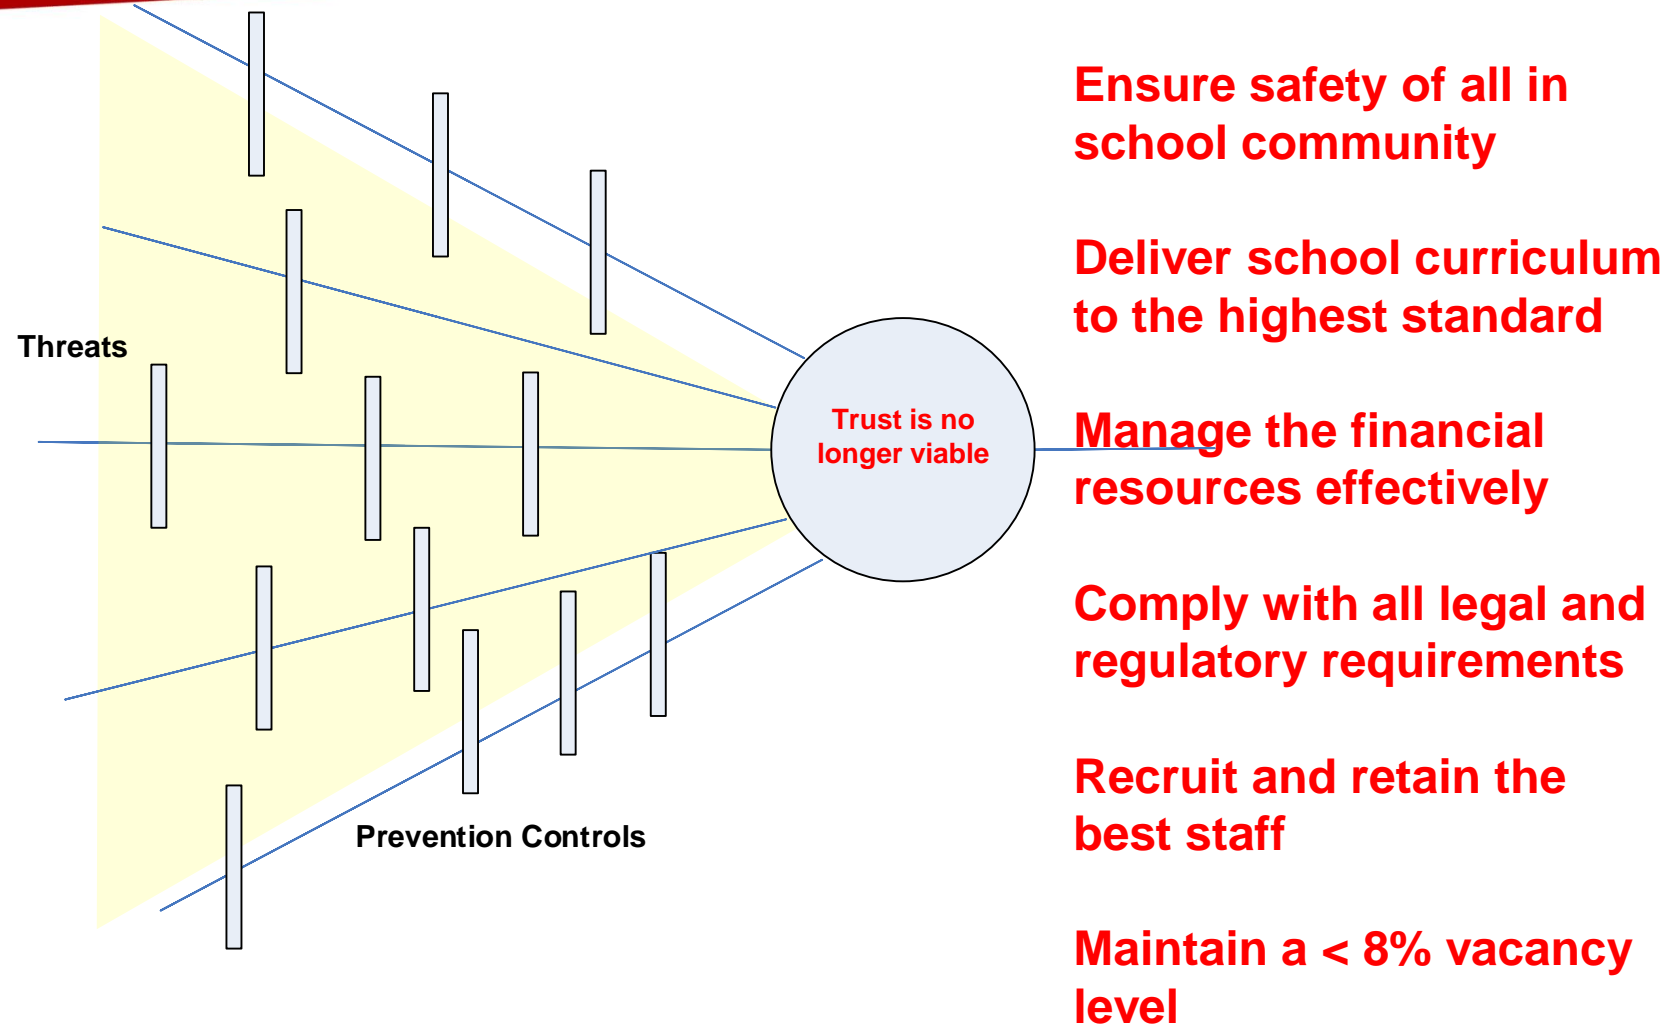 Threats
Prevention Controls
Trust is no
longer viable
Ensure safety of all in
school community
Deliver school curriculum
to the highest standard
Manage the financial
resources effectively
Comply with all legal and
regulatory requirements
Recruit and retain the
best staff
Maintain a < 8% vacancy
level